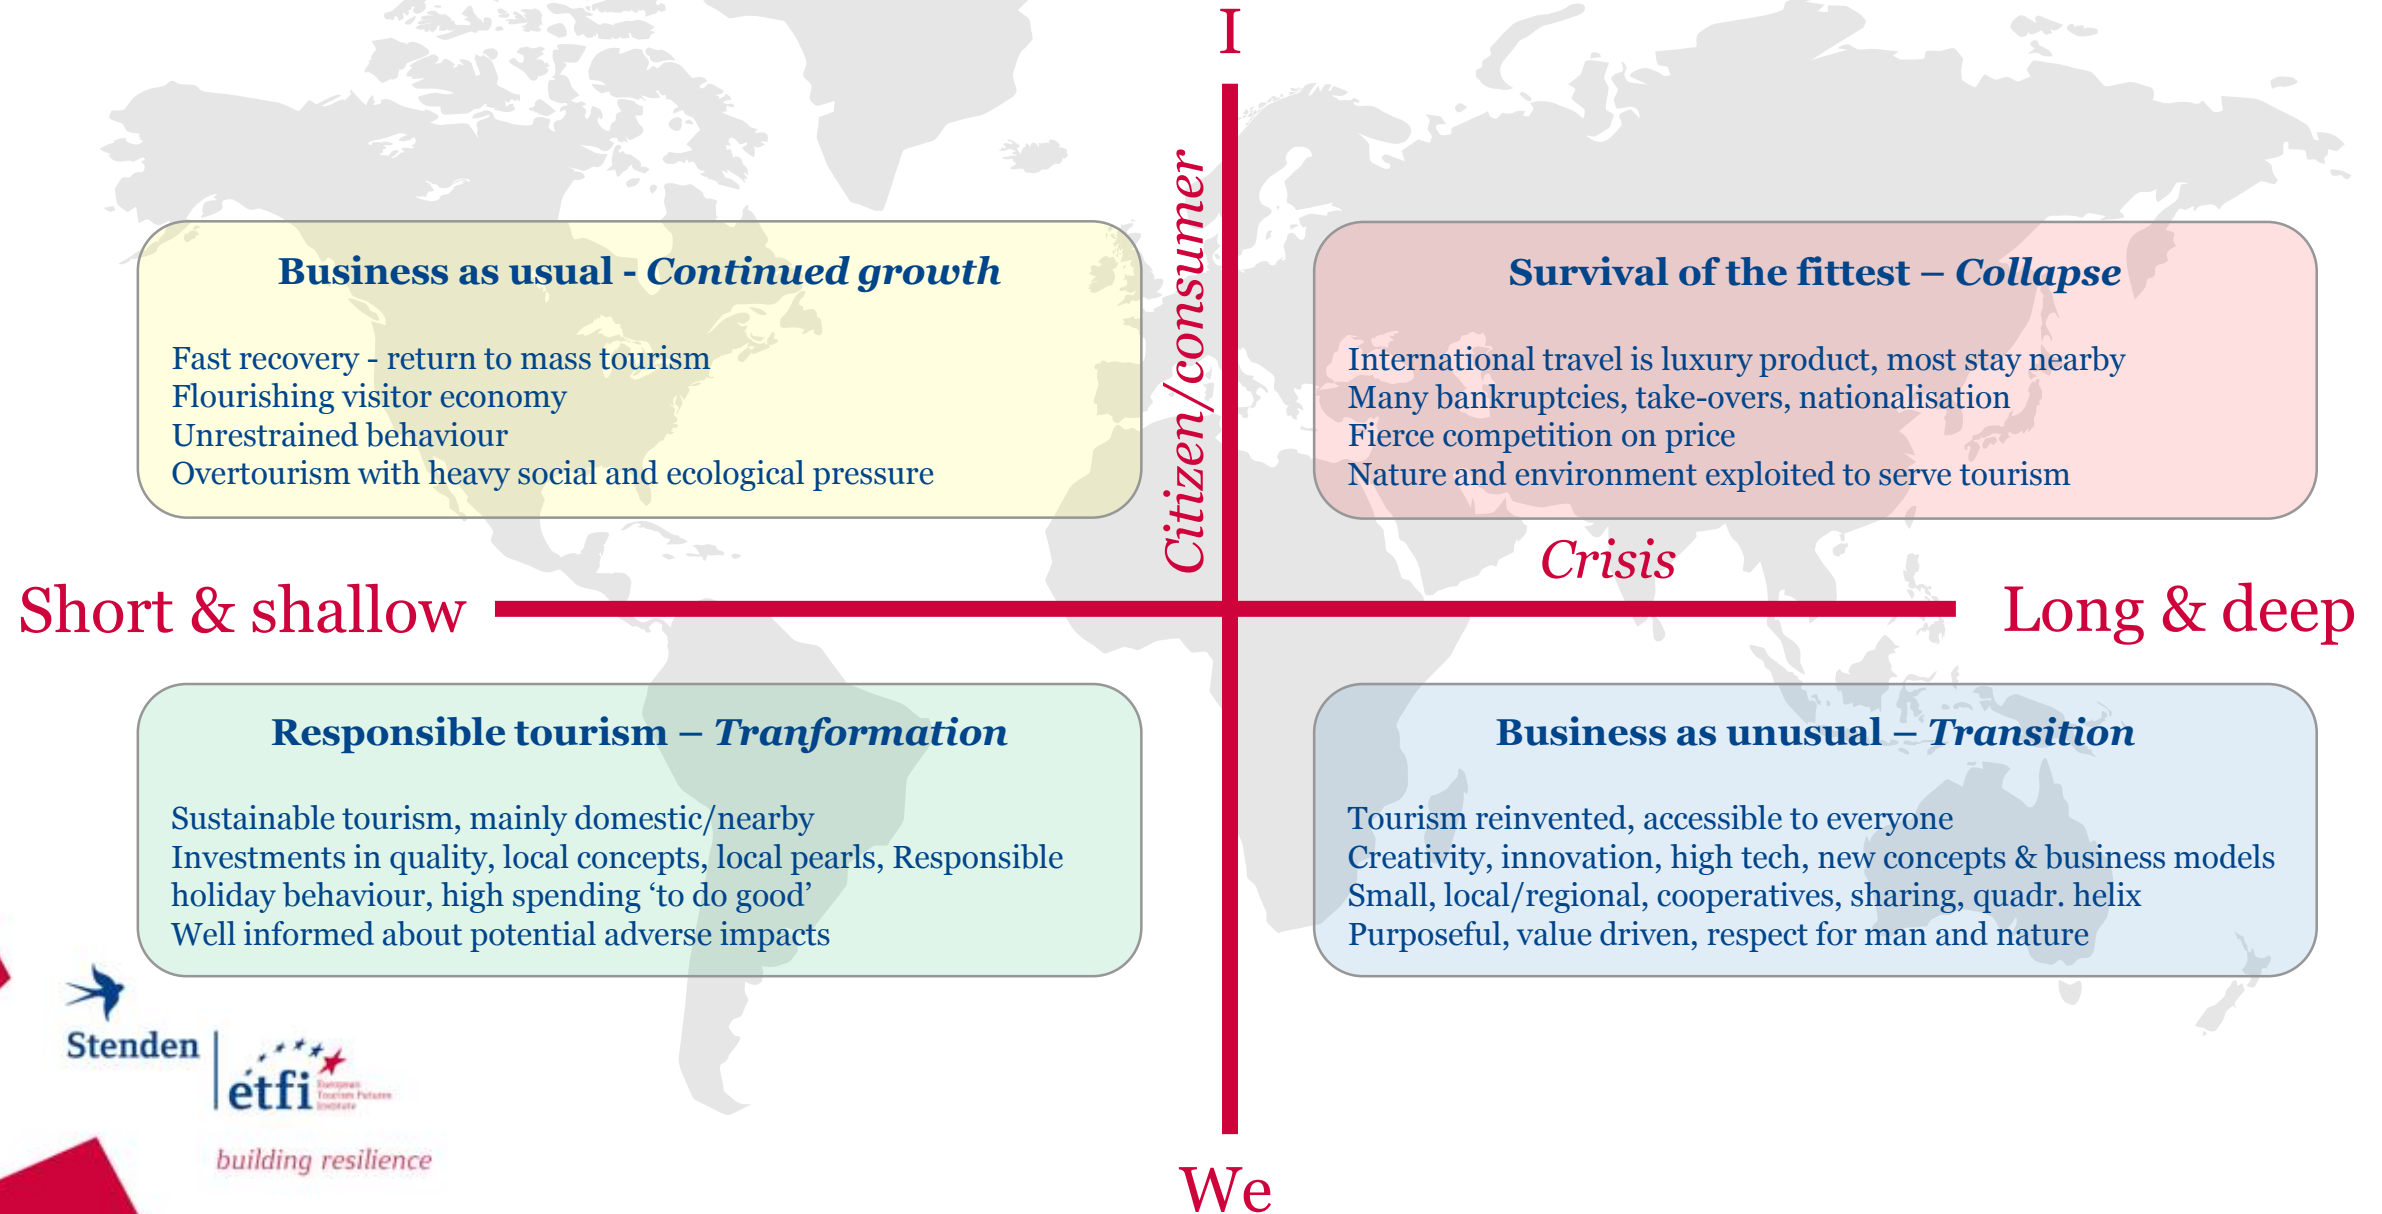 I
Citizen/consumer
Business as usual - Continued growth
Fast recovery - return to mass tourism
Flourishing visitor economy
Unrestrained behaviour
Overtourism with heavy social and ecological pressure
Survival of the fittest – Collapse
International travel is luxury product, most stay nearby
Many bankruptcies, take-overs, nationalisation
Fierce competition on price
Nature and environment exploited to serve tourism
Crisis
Short & shallow
Long & deep
Responsible tourism – Tranformation
Sustainable tourism, mainly domestic/nearby
Investments in quality, local concepts, local pearls, Responsible
holiday behaviour, high spending ‘to do good’
Well informed about potential adverse impacts
Business as unusual – Transition
Tourism reinvented, accessible to everyone
Creativity, innovation, high tech, new concepts & business models
Small, local/regional, cooperatives, sharing, quadr. helix
Purposeful, value driven, respect for man and nature
Stenden
étfi
European
Tourism Futures
Institute
building resilience
We